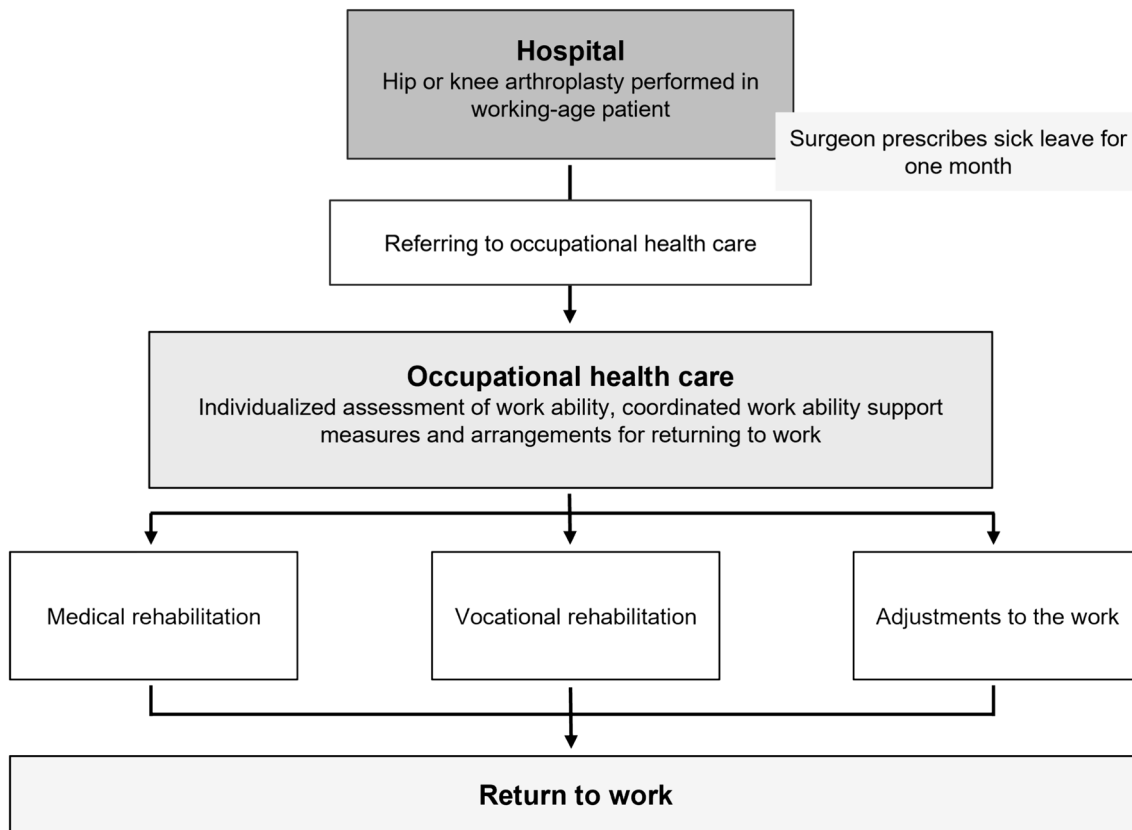 Hospital
Hip or knee arthroplasty performed in
working-age patient
Surgeon prescribes sick leave for
one month
Referring to occupational health care
Occupational health care
Individualized assessment of work ability, coordinated work ability support
measures and arrangements for returning to work
Medical rehabilitation
Vocational rehabilitation
Adjustments to the work
Return to work